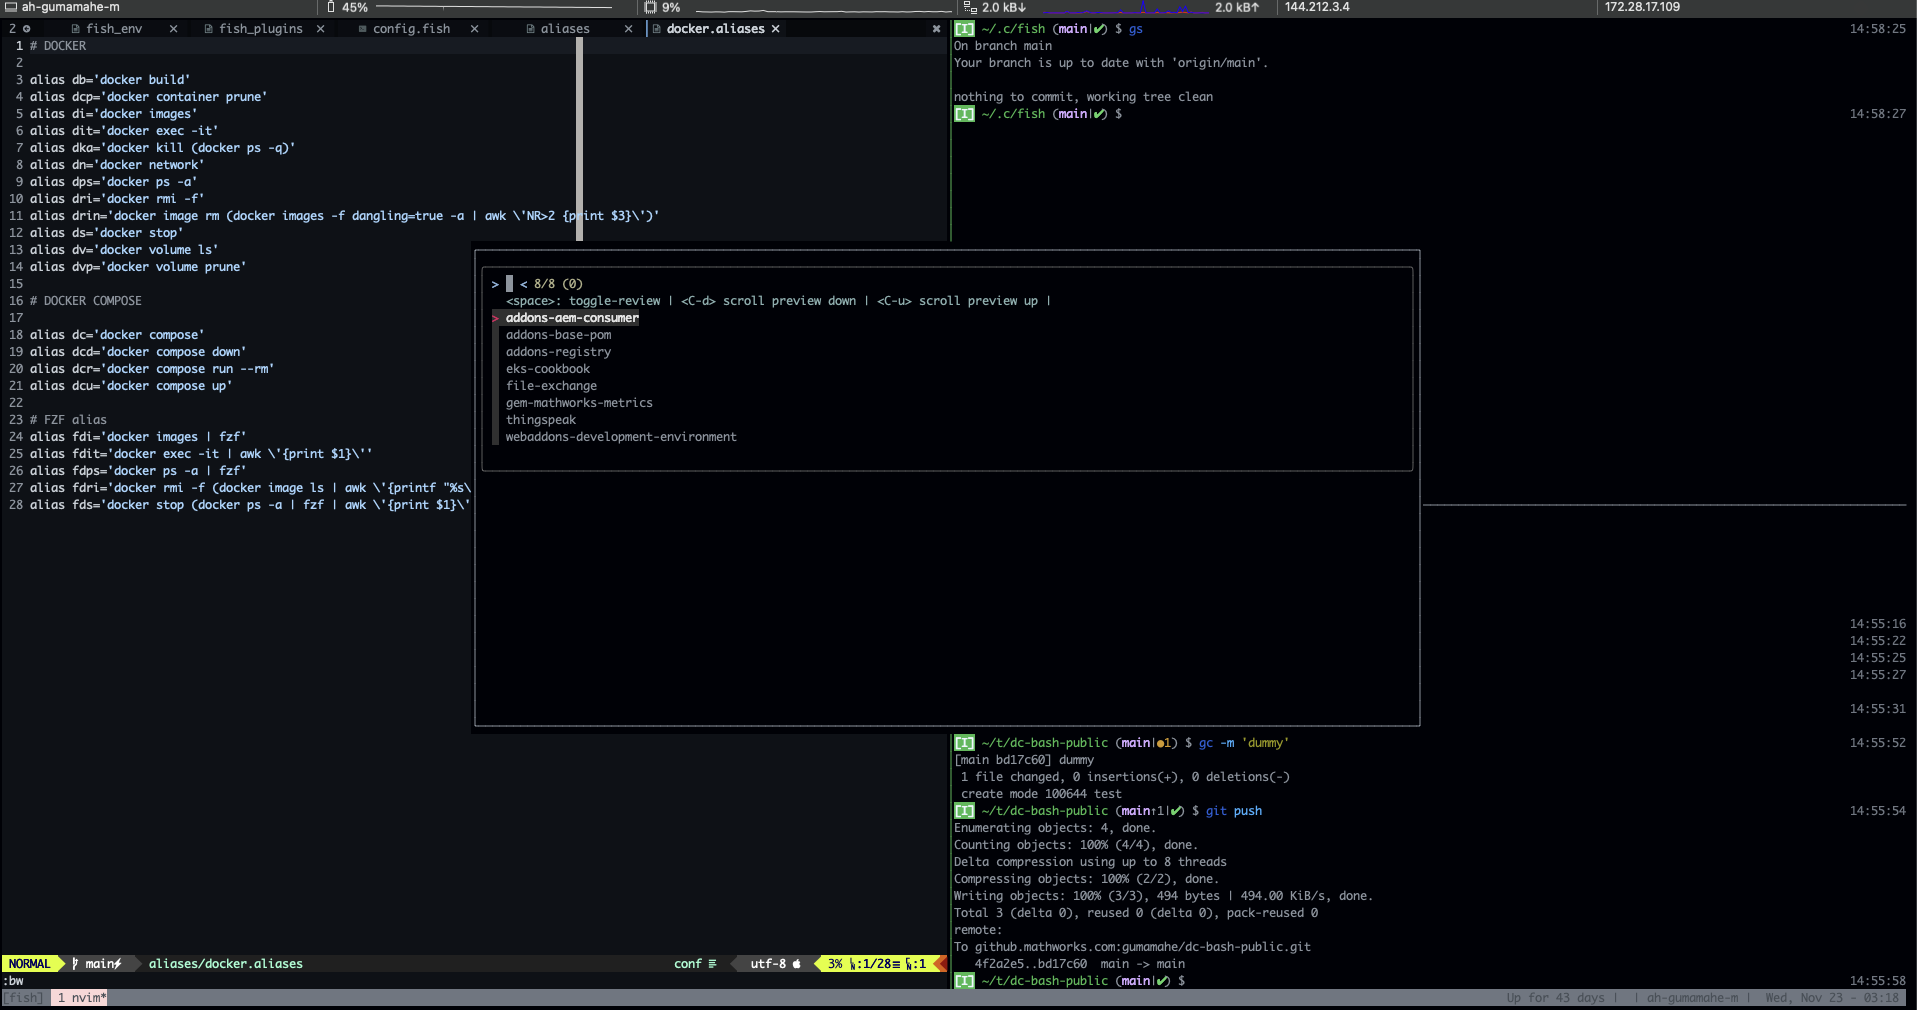 ah-gumamahe-m 45% 9% 2.0 kB↓ 2.0 kB↑ 144.212.3.4 172.28.17.109
2 fish_env × fish_plugins × config.fish × aliases × docker.aliases ×
1 # DOCKER
2
3 alias db='docker build'
4 alias dcp='docker container prune'
5 alias di='docker images'
6 alias dit='docker exec -it'
7 alias dka='docker kill (docker ps -q)'
8 alias dn='docker network'
9 alias dps='docker ps -a'
10 alias dri='docker rmi -f'
11 alias drin='docker image rm (docker images -f dangling=true -a | awk \'NR>2 {print $3}\')'
12 alias ds='docker stop'
13 alias dv='docker volume ls'
14 alias dvp='docker volume prune'
15
16 # DOCKER COMPOSE
17
18 alias dc='docker compose'
19 alias dcd='docker compose down'
20 alias dcr='docker compose run --rm'
21 alias dcu='docker compose up'
22
23 # FZF alias
24 alias fdi='docker images | fzf'
25 alias fdit='docker exec -it | awk \'{print $1}\''
26 alias fdps='docker ps -a | fzf'
27 alias fdri='docker rmi -f (docker image ls | awk \'{printf "%s\
28 alias fds='docker stop (docker ps -a | fzf | awk \'{print $1}\'
NORMAL main⚡ aliases/docker.aliases conf utf-8 3% :1/28≡ :1
:bw
> < 8/8 (0)
<space>: toggle-review | <C-d> scroll preview down | <C-u> scroll preview up |
> addons-aem-consumer
addons-base-pom
addons-registry
eks-cookbook
file-exchange
gem-mathworks-metrics
thingspeak
webaddons-development-environment
[I] ~/.c/fish (main|✔) $ gs 14:58:25
On branch main
Your branch is up to date with 'origin/main'.
nothing to commit, working tree clean
[I] ~/.c/fish (main|✔) $ 14:58:27
14:55:16
14:55:22
14:55:25
14:55:27
14:55:31
[I] ~/t/dc-bash-public (main|●1) $ gc -m 'dummy' 14:55:52
[main bd17c60] dummy
1 file changed, 0 insertions(+), 0 deletions(-)
create mode 100644 test
[I] ~/t/dc-bash-public (main↑1|✔) $ git push 14:55:54
Enumerating objects: 4, done.
Counting objects: 100% (4/4), done.
Delta compression using up to 8 threads
Compressing objects: 100% (2/2), done.
Writing objects: 100% (3/3), 494 bytes | 494.00 KiB/s, done.
Total 3 (delta 0), reused 0 (delta 0), pack-reused 0
remote:
To github.mathworks.com:gumamahe/dc-bash-public.git
4f2a2e5..bd17c60 main -> main
[I] ~/t/dc-bash-public (main|✔) $ 14:55:58
[fish] 1 nvim* Up for 43 days | | ah-gumamahe-m | Wed, Nov 23 - 03:18